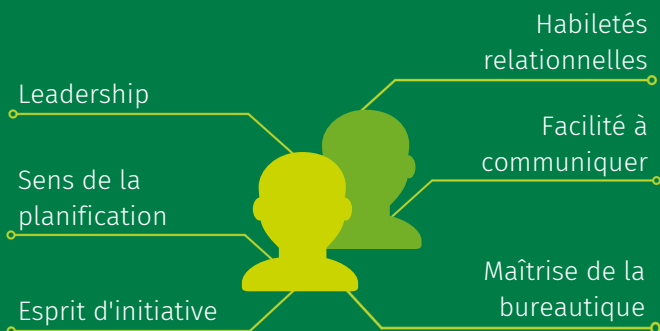 Leadership
Sens de la
planification
Esprit d'initiative
Habiletés
relationnelles
Facilité à
communiquer
Maîtrise de la
bureautique